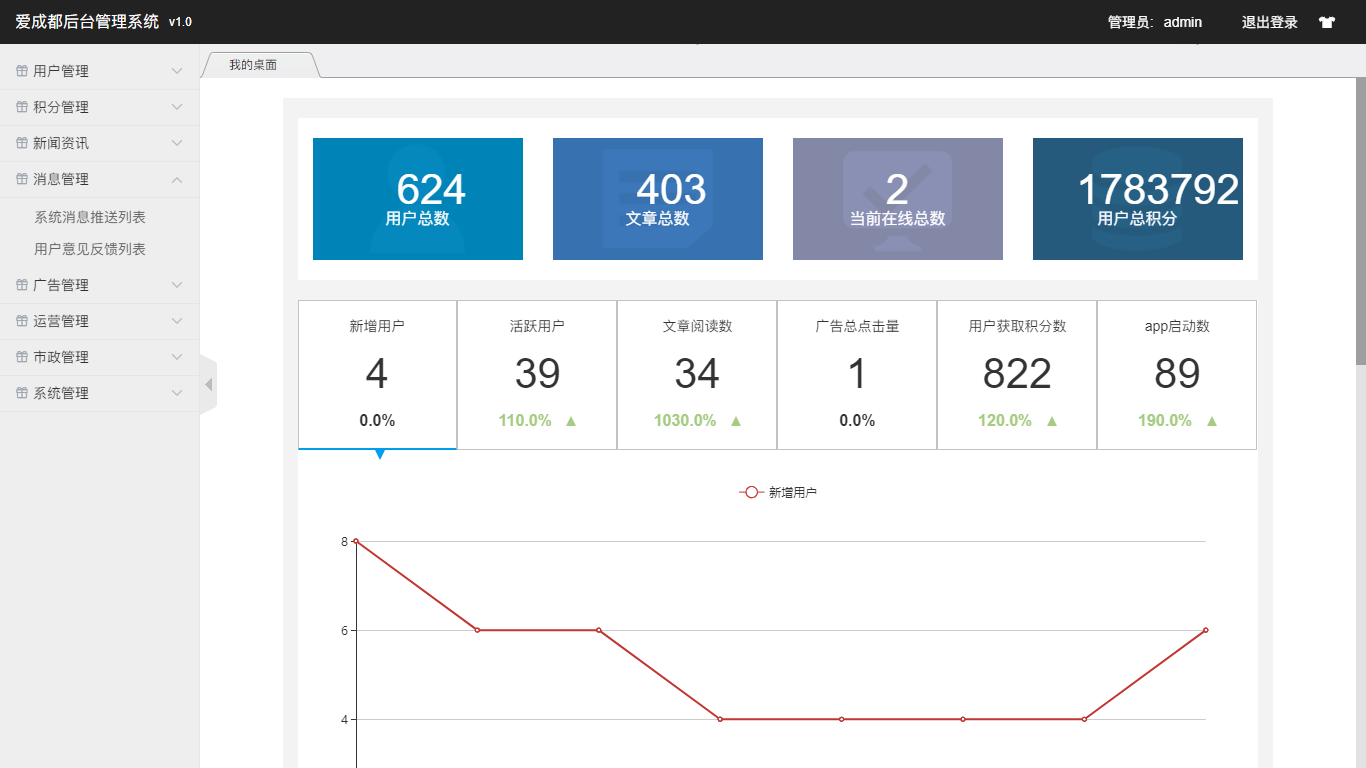 爱成都后台管理系统 v1.0
管理员: admin 退出登录
用户管理
积分管理
新闻资讯
消息管理
系统消息推送列表
用户意见反馈列表
广告管理
运营管理
市政管理
系统管理
我的桌面
624
用户总数
403
文章总数
2
当前在线总数
1783792
用户总积分
新增用户
4
0.0%
活跃用户
39
110.0% ▲
文章阅读数
34
1030.0% ▲
广告总点击量
1
0.0%
用户获取积分数
822
120.0% ▲
app启动数
89
190.0% ▲
新增用户
8
6
4